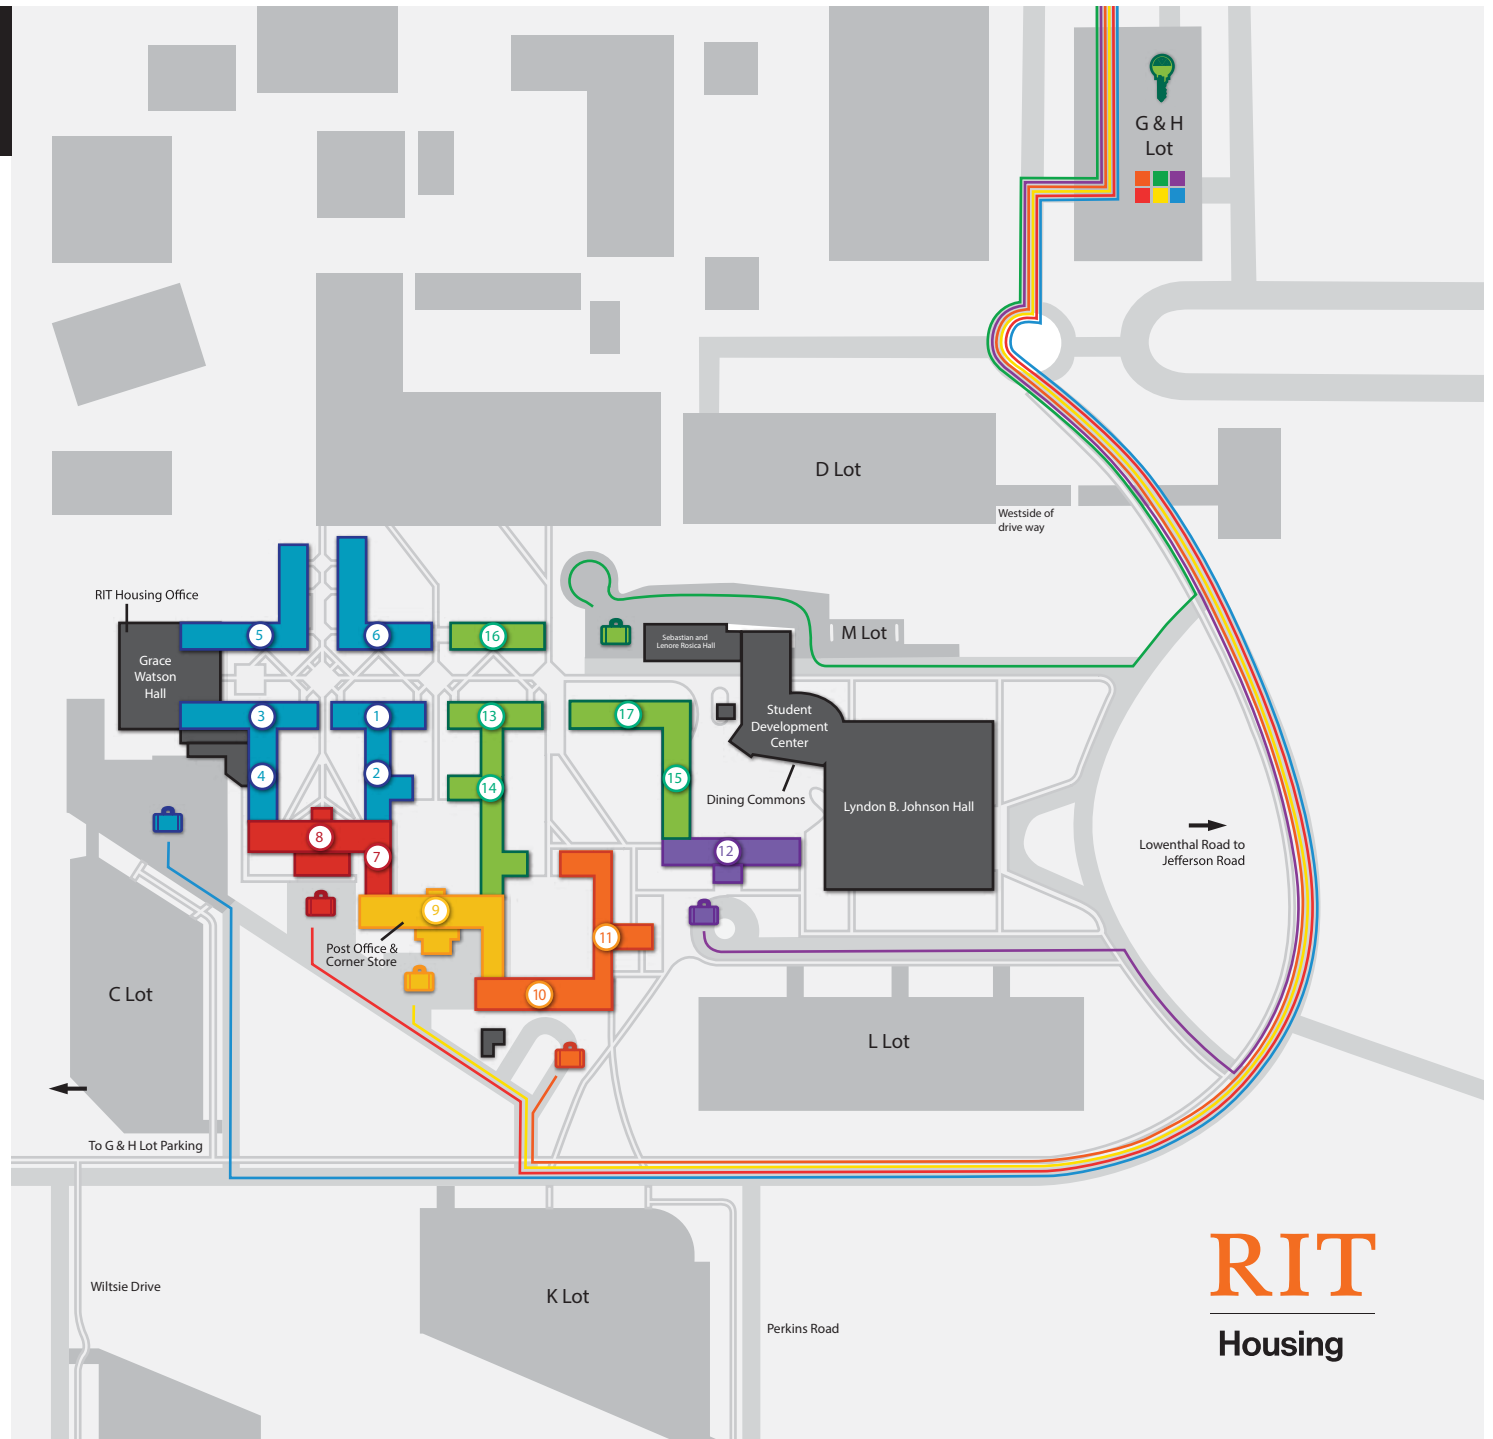 G & H
Lot
D Lot
Westside of
drive way
RIT Housing Office
5
6
16
Sebastian and
Lenore Rosica Hall
M Lot
Grace
Watson
Hall
3
1
13
17
Student
Development
Center
4
2
14
15
Dining Commons
Lyndon B. Johnson Hall
8
7
12
Lowenthal Road to
Jefferson Road
9
Post Office &
Corner Store
11
10
C Lot
L Lot
To G & H Lot Parking
Wiltsie Drive
K Lot
Perkins Road
RIT
Housing